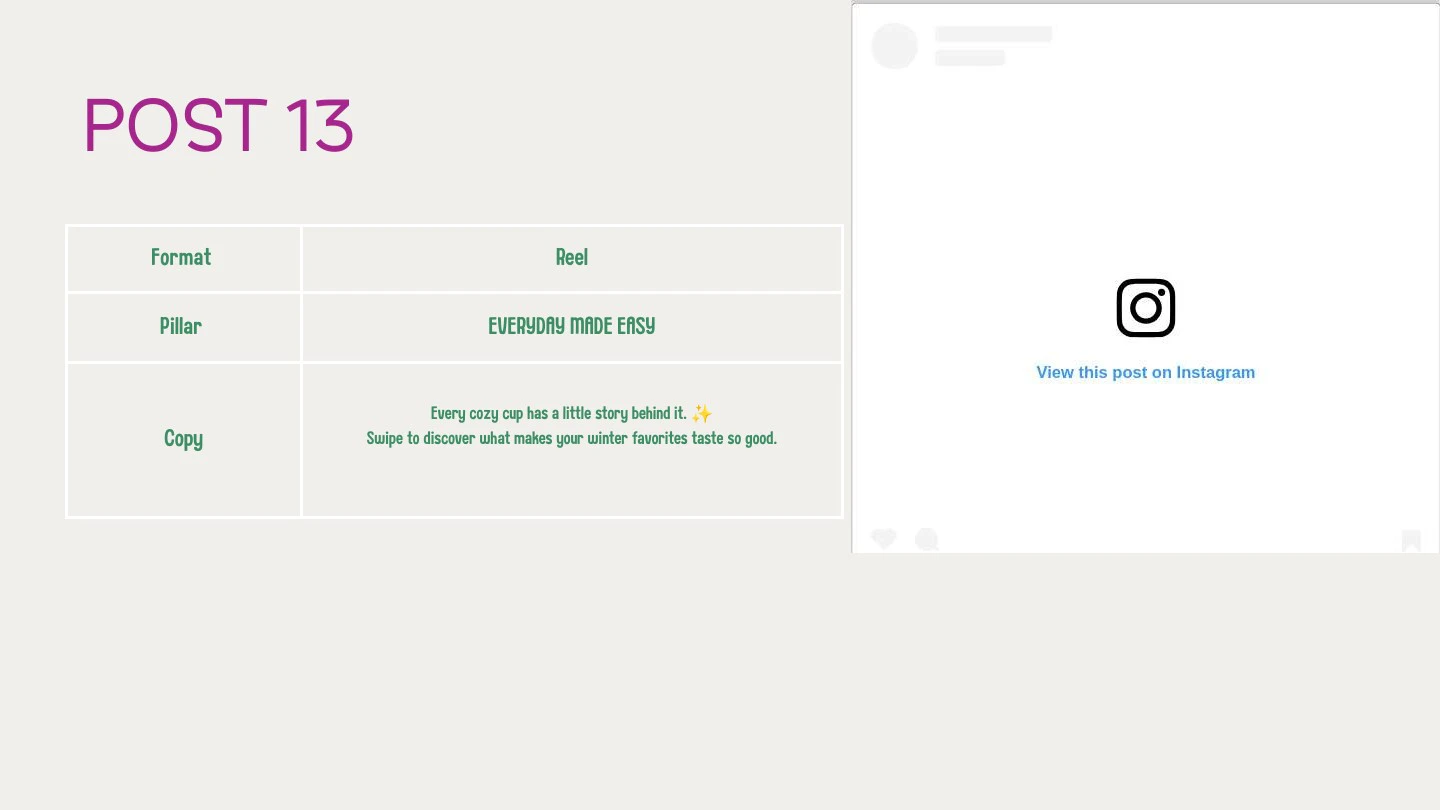 POST 13
Format
Reel
Pillar
EVERYDAY MADE EASY
Copy
Every cozy cup has a little story behind it. ✨
Swipe to discover what makes your winter favorites taste so good.
View this post on Instagram